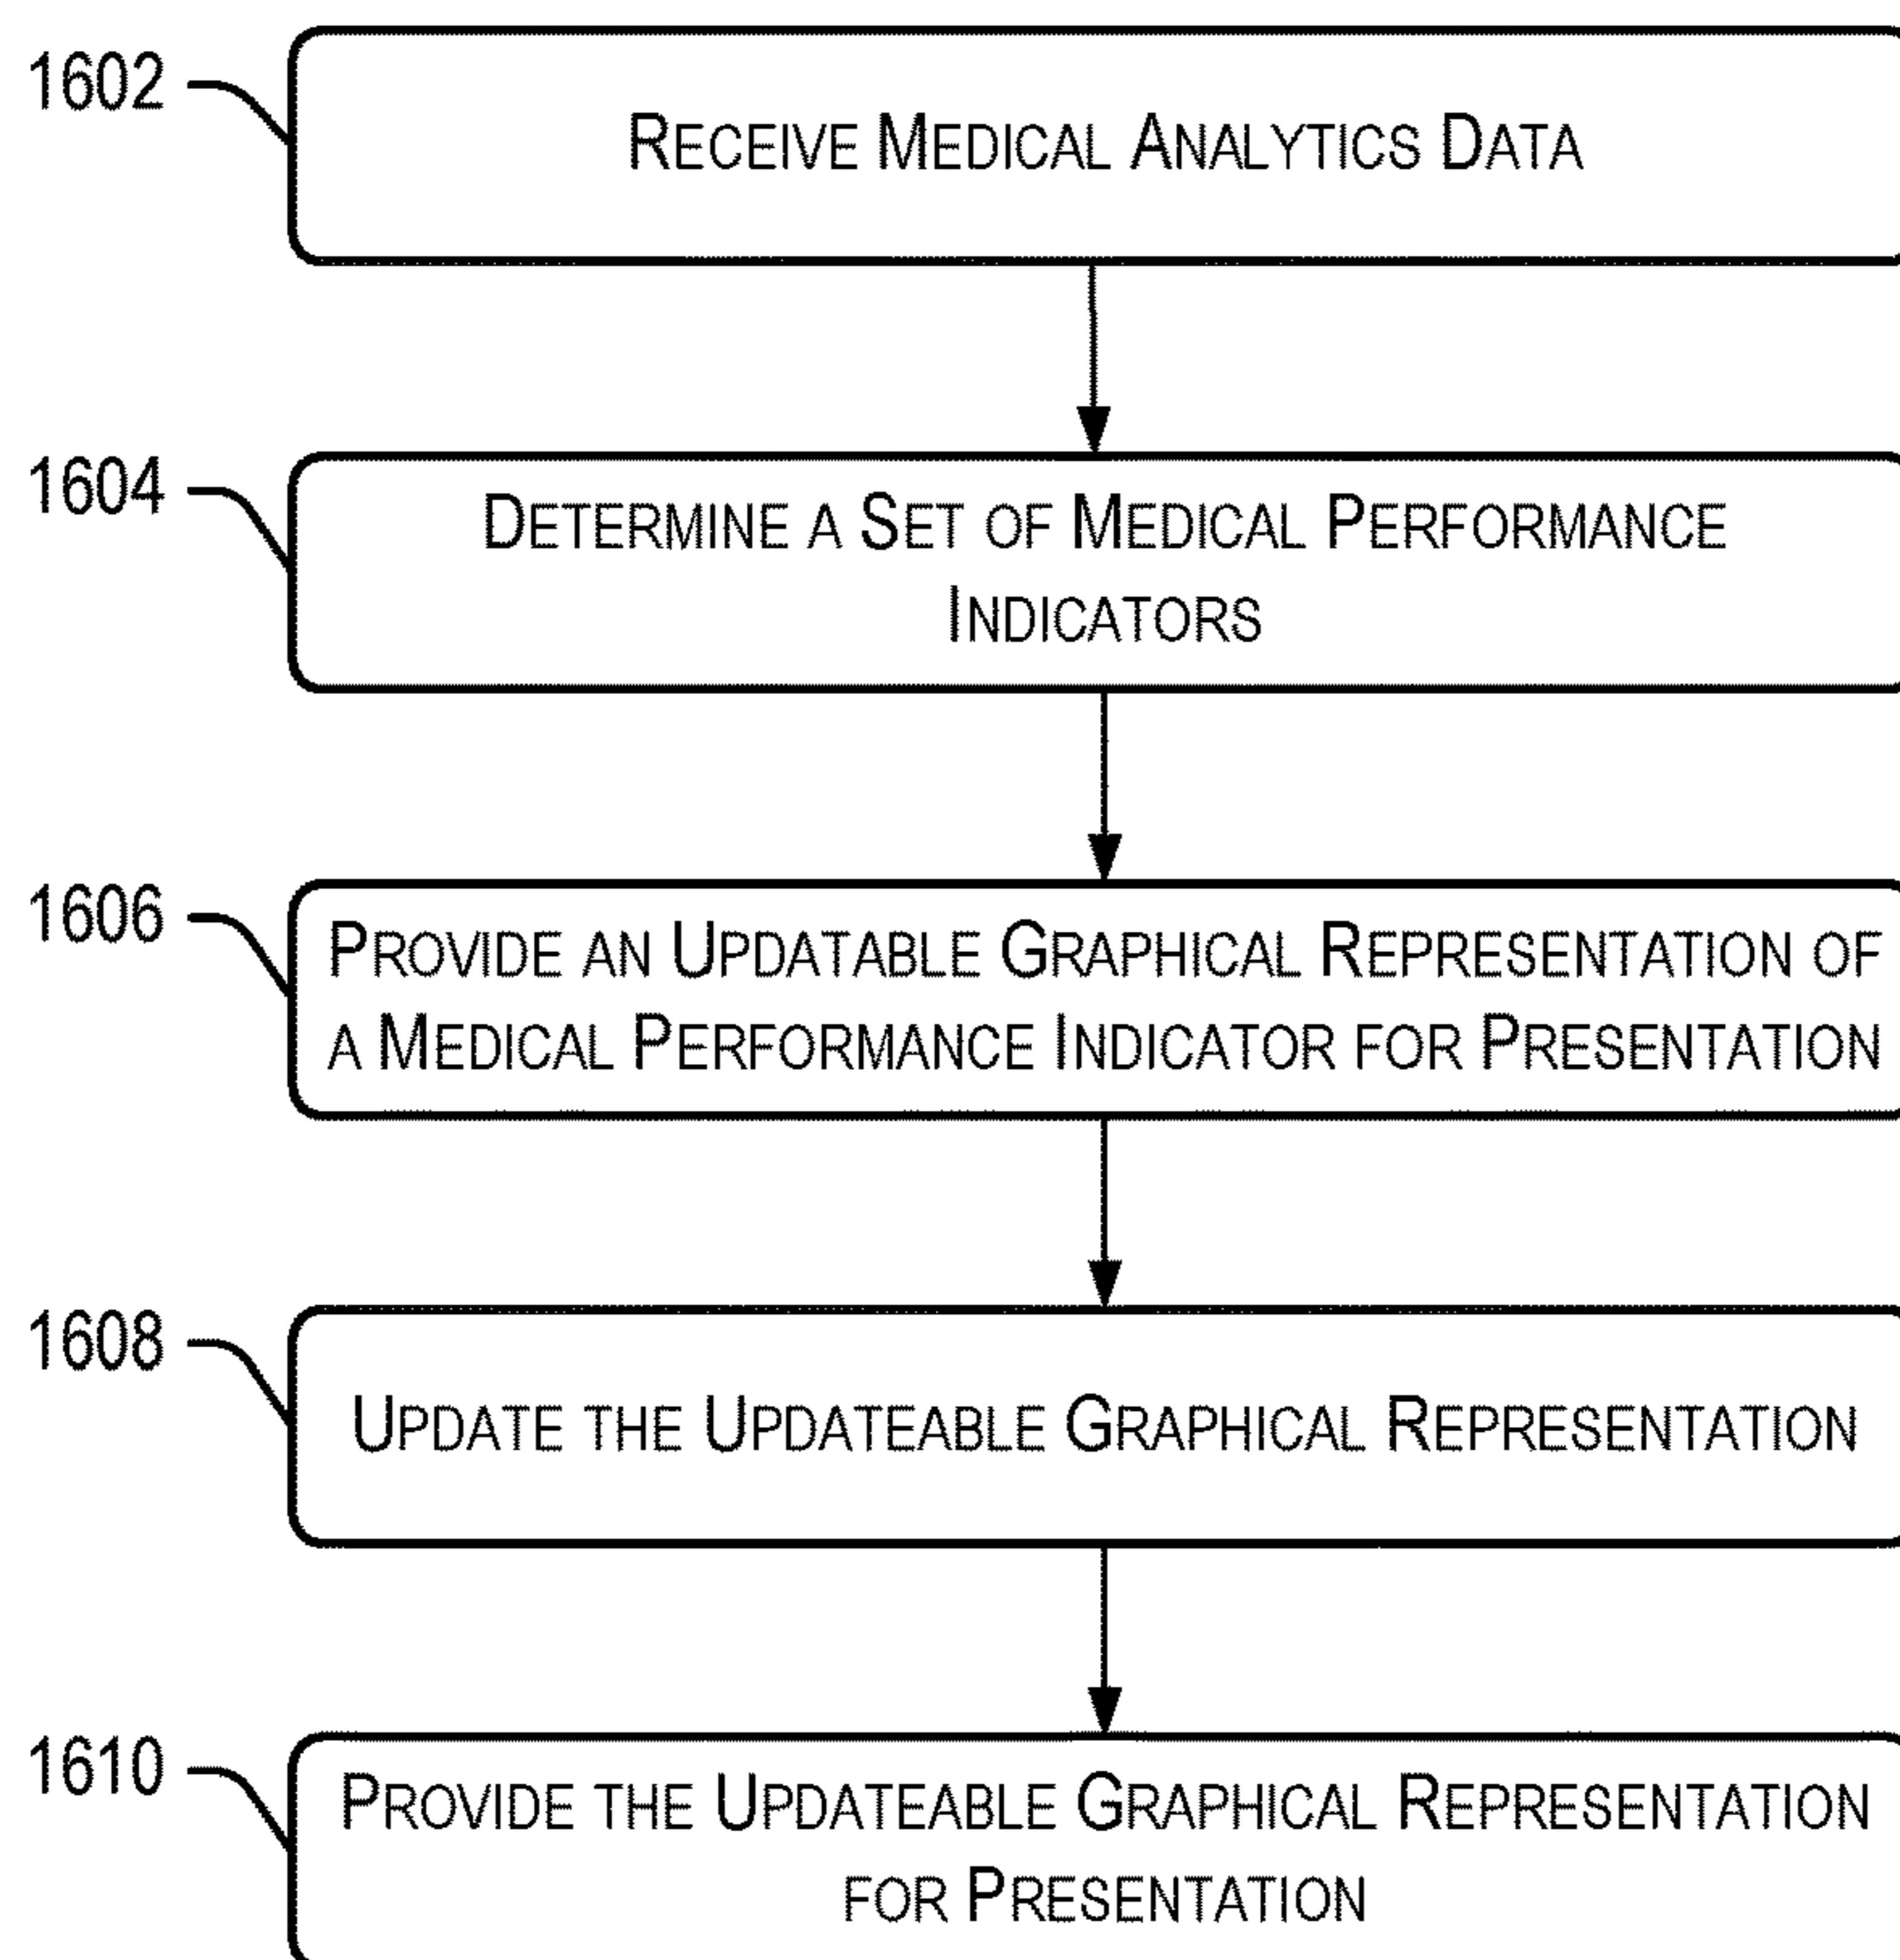 1602
RECEIVE MEDICAL ANALYTICS DATA
1604
DETERMINE A SET OF MEDICAL PERFORMANCE
INDICATORS
1606
PROVIDE AN UPDATABLE GRAPHICAL REPRESENTATION OF
A MEDICAL PERFORMANCE INDICATOR FOR PRESENTATION
1608
UPDATE THE UPDATEABLE GRAPHICAL REPRESENTATION
1610
PROVIDE THE UPDATEABLE GRAPHICAL REPRESENTATION
FOR PRESENTATION